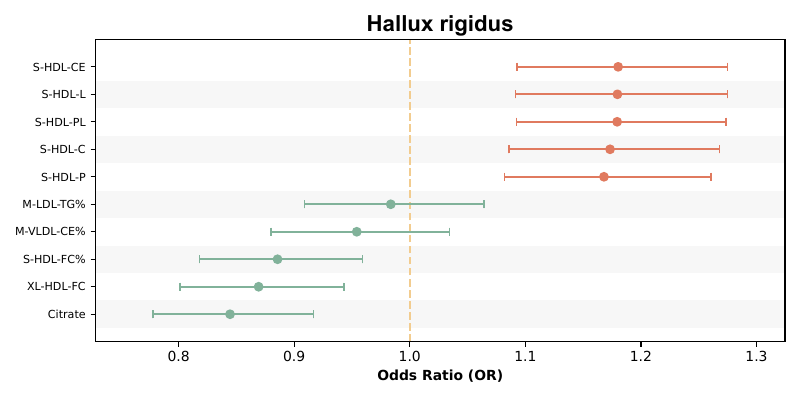 Hallux rigidus
S-HDL-CE
S-HDL-L
S-HDL-PL
S-HDL-C
S-HDL-P
M-LDL-TG%
M-VLDL-CE%
S-HDL-FC%
XL-HDL-FC
Citrate
0.8 0.9 1.0 1.1 1.2 1.3
Odds Ratio (OR)